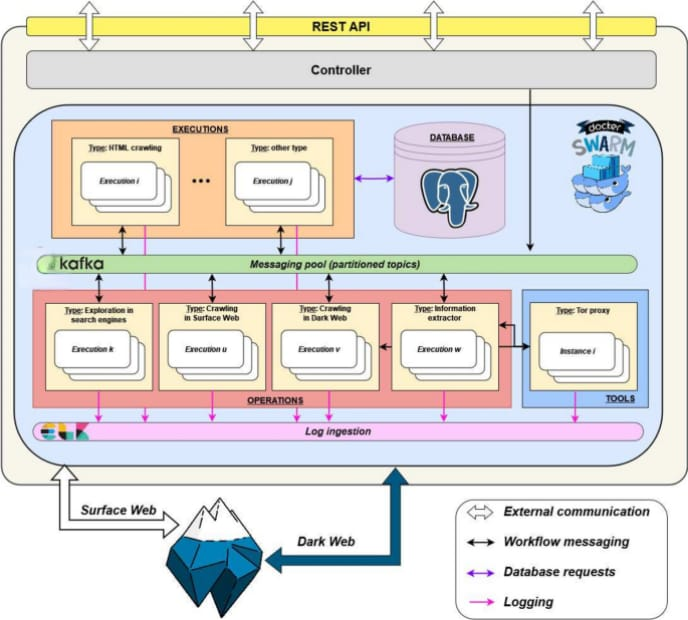 REST API
Controller
EXECUTIONS
Type: HTML crawling
Execution i
...
Type: other type
Execution j
DATABASE
docker
SWARM
kafka
Messaging pool (partitioned topics)
Type: Exploration in
search engines
Execution k
Type: Crawling
in Surface Web
Execution u
Type: Crawling
in Dark Web
Execution v
Type: Information
extractor
Execution w
Type: Tor proxy
Instance i
OPERATIONS
TOOLS
ELK
Log ingestion
Surface Web
Dark Web
External communication
Workflow messaging
Database requests
Logging